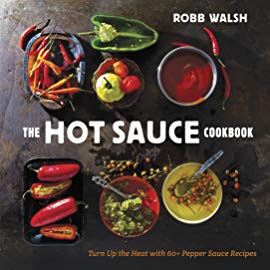 ROBB WALSH
THE HOT SAUCE COOKBOOK
Turn Up the Heat with 60+ Pepper Sauce Recipes